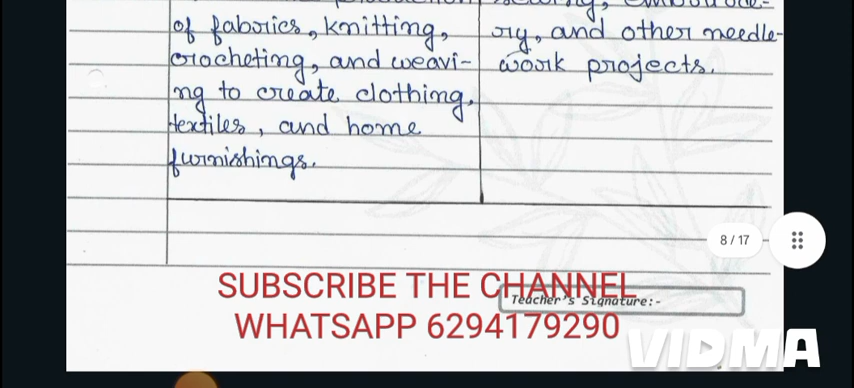 of fabrics, knitting,
crocheting, and weavi-
ng to create clothing,
textiles, and home
furnishings.
ry, and other needle-
work projects.
8 / 17
Teacher's Signature:-
SUBSCRIBE THE CHANNEL
WHATSAPP 6294179290
VIDMA